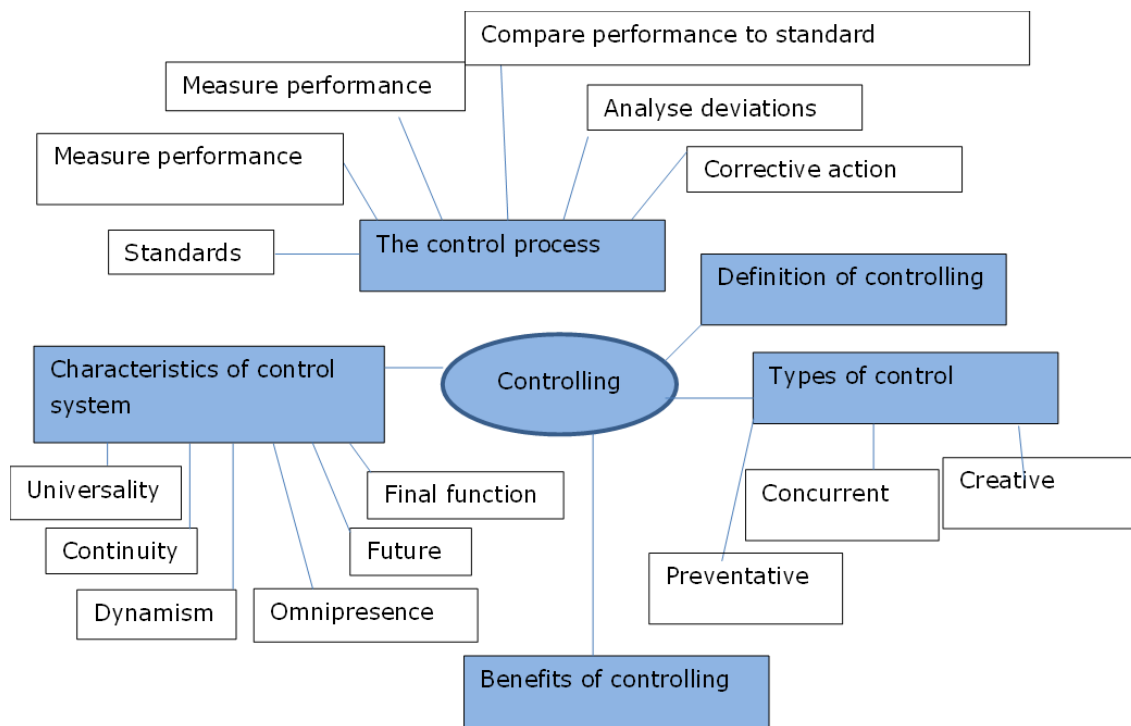 Compare performance to standard
Measure performance
Analyse deviations
Measure performance
Corrective action
Standards
The control process
Definition of controlling
Characteristics of control
system
Controlling
Types of control
Universality
Final function
Concurrent
Creative
Continuity
Future
Preventative
Dynamism
Omnipresence
Benefits of controlling